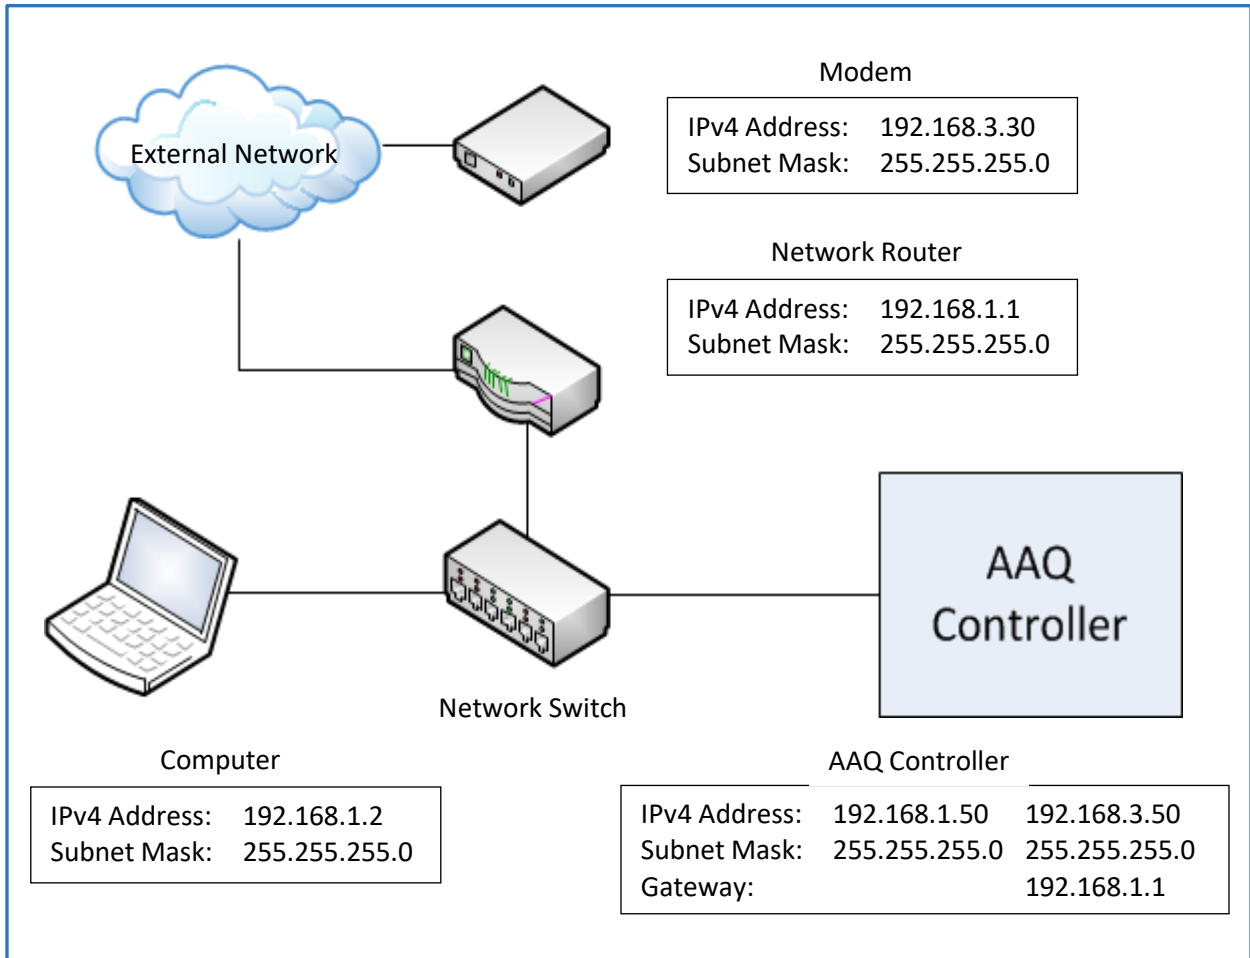 Modem
IPv4 Address: 192.168.3.30
Subnet Mask: 255.255.255.0
External Network
Network Router
IPv4 Address: 192.168.1.1
Subnet Mask: 255.255.255.0
AAQ
Controller
Network Switch
Computer
IPv4 Address: 192.168.1.2
Subnet Mask: 255.255.255.0
AAQ Controller
IPv4 Address: 192.168.1.50 192.168.3.50
Subnet Mask: 255.255.255.0 255.255.255.0
Gateway: 192.168.1.1